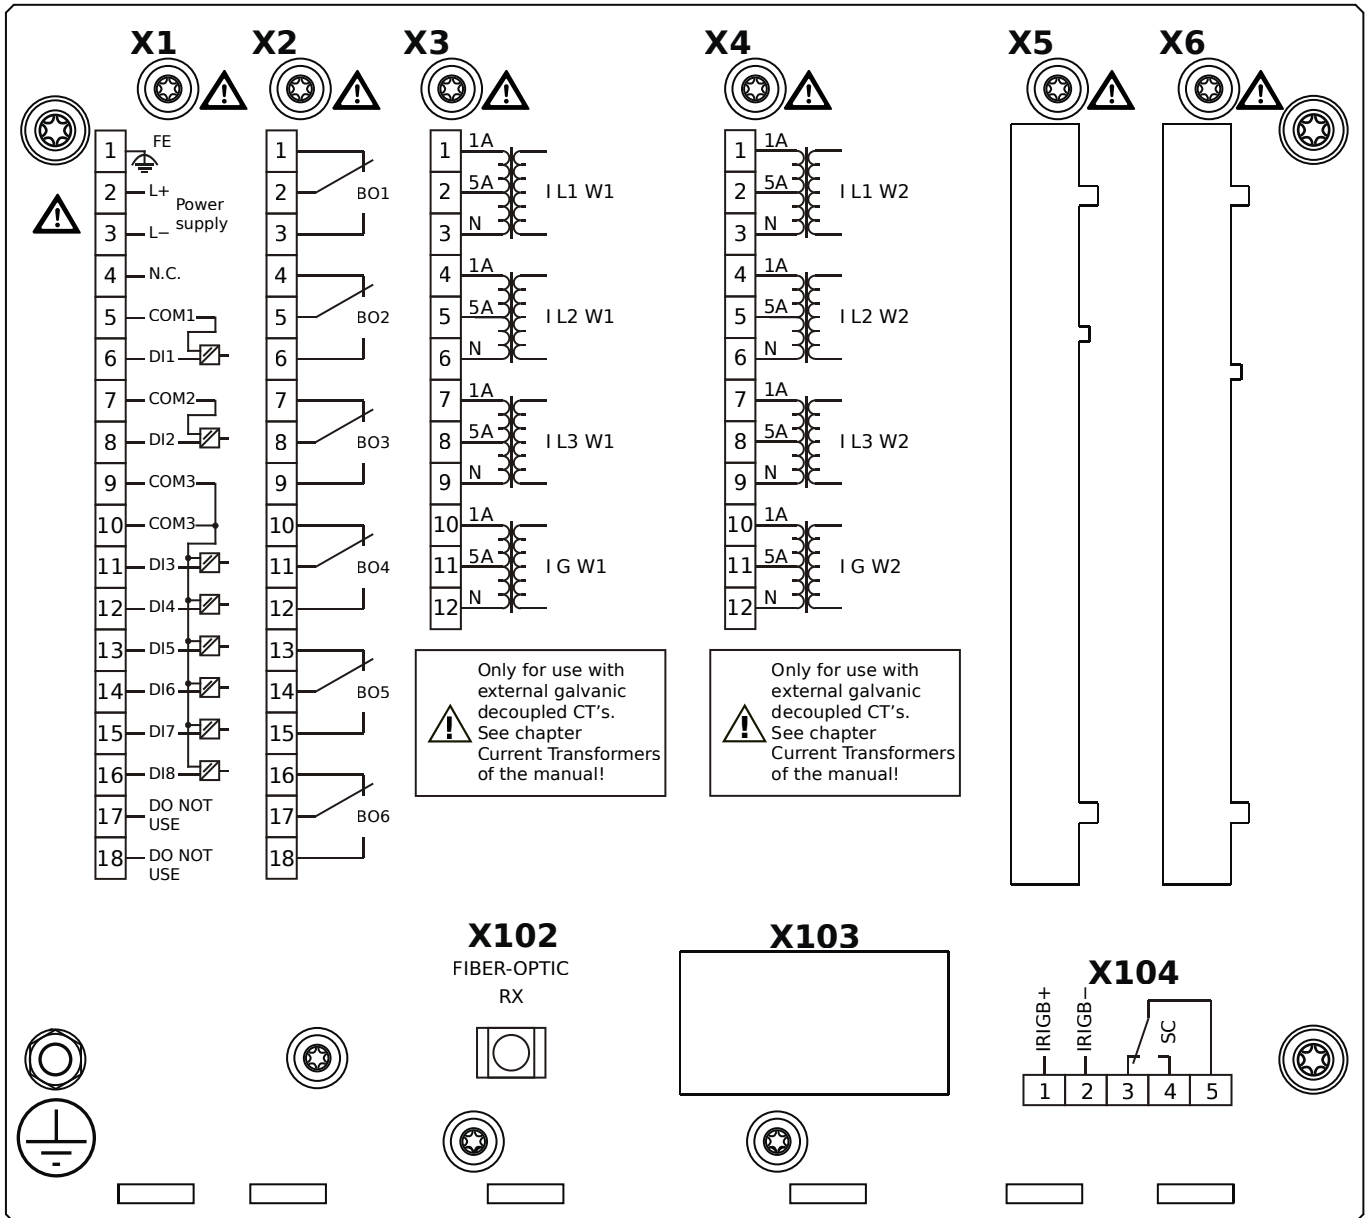 X1
X2
X3
X4
X5
X6
1
FE
2
L+
Power
supply
3
L−
4
N.C.
5
COM1
6
DI1
7
COM2
8
DI2
9
COM3
10
COM3
11
DI3
12
DI4
13
DI5
14
DI6
15
DI7
16
DI8
17
DO NOT
USE
18
DO NOT
USE
1
2
BO1
3
4
5
BO2
6
7
8
BO3
9
10
11
BO4
12
13
14
BO5
15
16
17
BO6
18
1
1A
2
5A
I L1 W1
3
N
4
1A
5
5A
I L2 W1
6
N
7
1A
8
5A
I L3 W1
9
N
10
1A
11
5A
I G W1
12
N
Only for use with
external galvanic
decoupled CT's.
See chapter
Current Transformers
of the manual!
1
1A
2
5A
I L1 W2
3
N
4
1A
5
5A
I L2 W2
6
N
7
1A
8
5A
I L3 W2
9
N
10
1A
11
5A
I G W2
12
N
Only for use with
external galvanic
decoupled CT's.
See chapter
Current Transformers
of the manual!
X102
FIBER-OPTIC
RX
X103
X104
IRIGB+
IRIGB−
SC
1 2 3 4 5